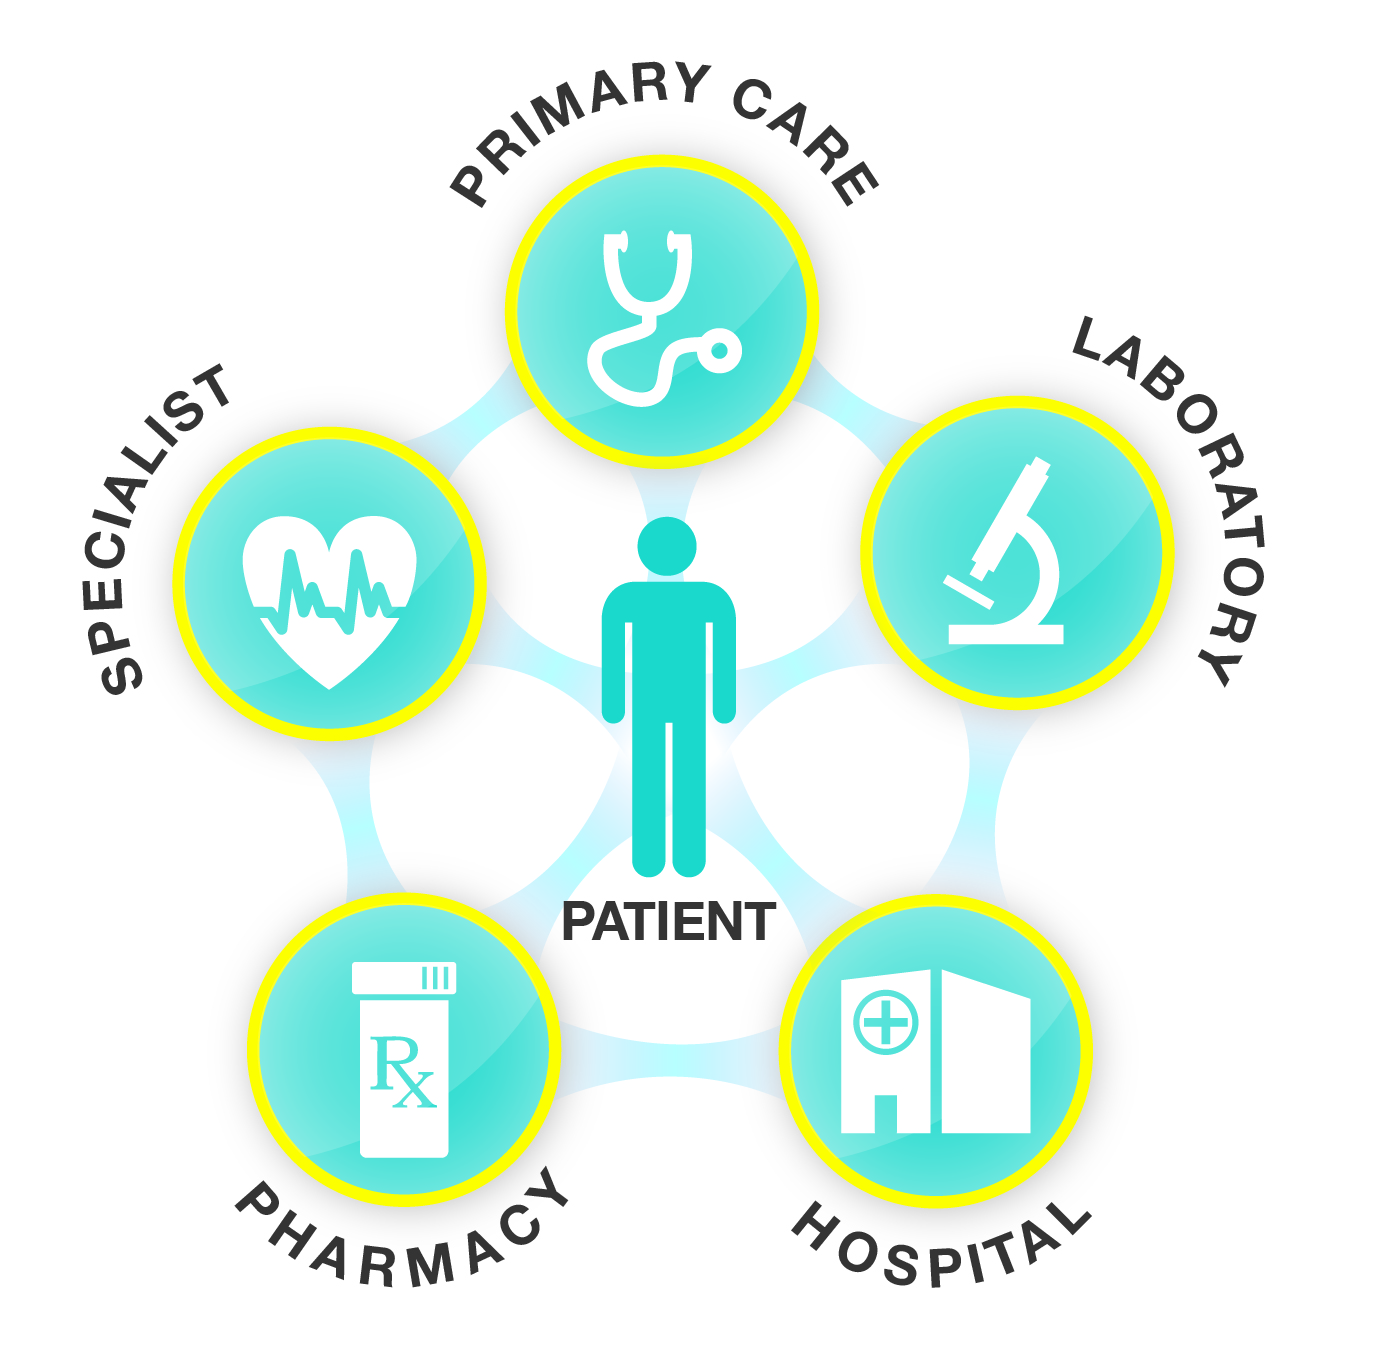 PRIMARY CARE
LABORATORY
SPECIALIST
PATIENT
Rx
PHARMACY
HOSPITAL